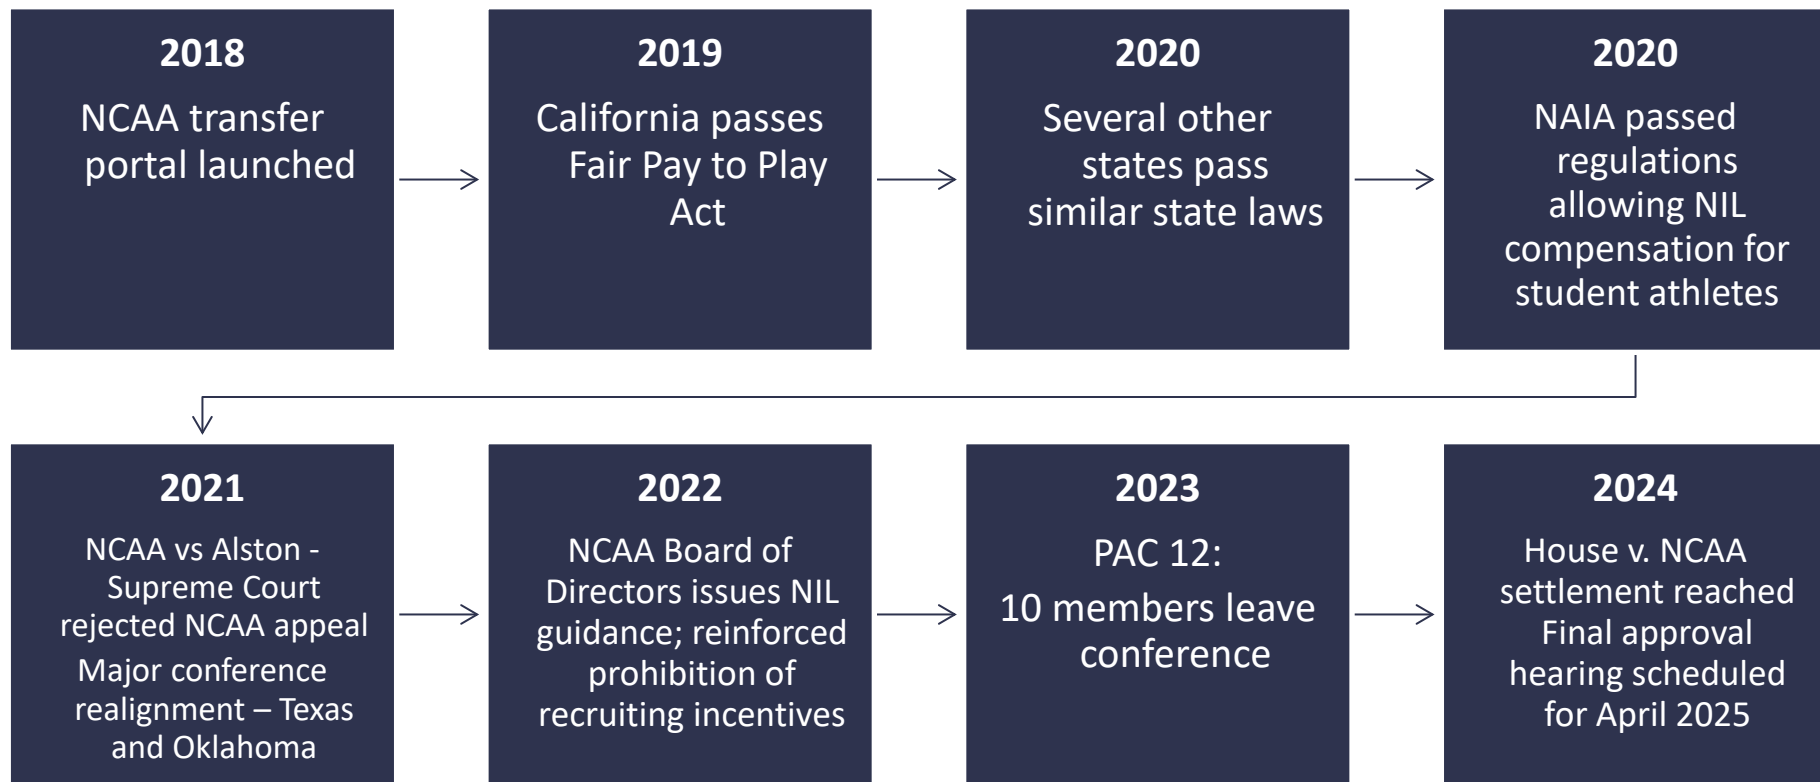 2018
NCAA transfer
portal launched
2019
California passes
Fair Pay to Play
Act
2020
Several other
states pass
similar state laws
2020
NAIA passed
regulations
allowing NIL
compensation for
student athletes
2021
NCAA vs Alston -
Supreme Court
rejected NCAA appeal
Major conference
realignment – Texas
and Oklahoma
2022
NCAA Board of
Directors issues NIL
guidance; reinforced
prohibition of
recruiting incentives
2023
PAC 12:
10 members leave
conference
2024
House v. NCAA
settlement reached
Final approval
hearing scheduled
for April 2025